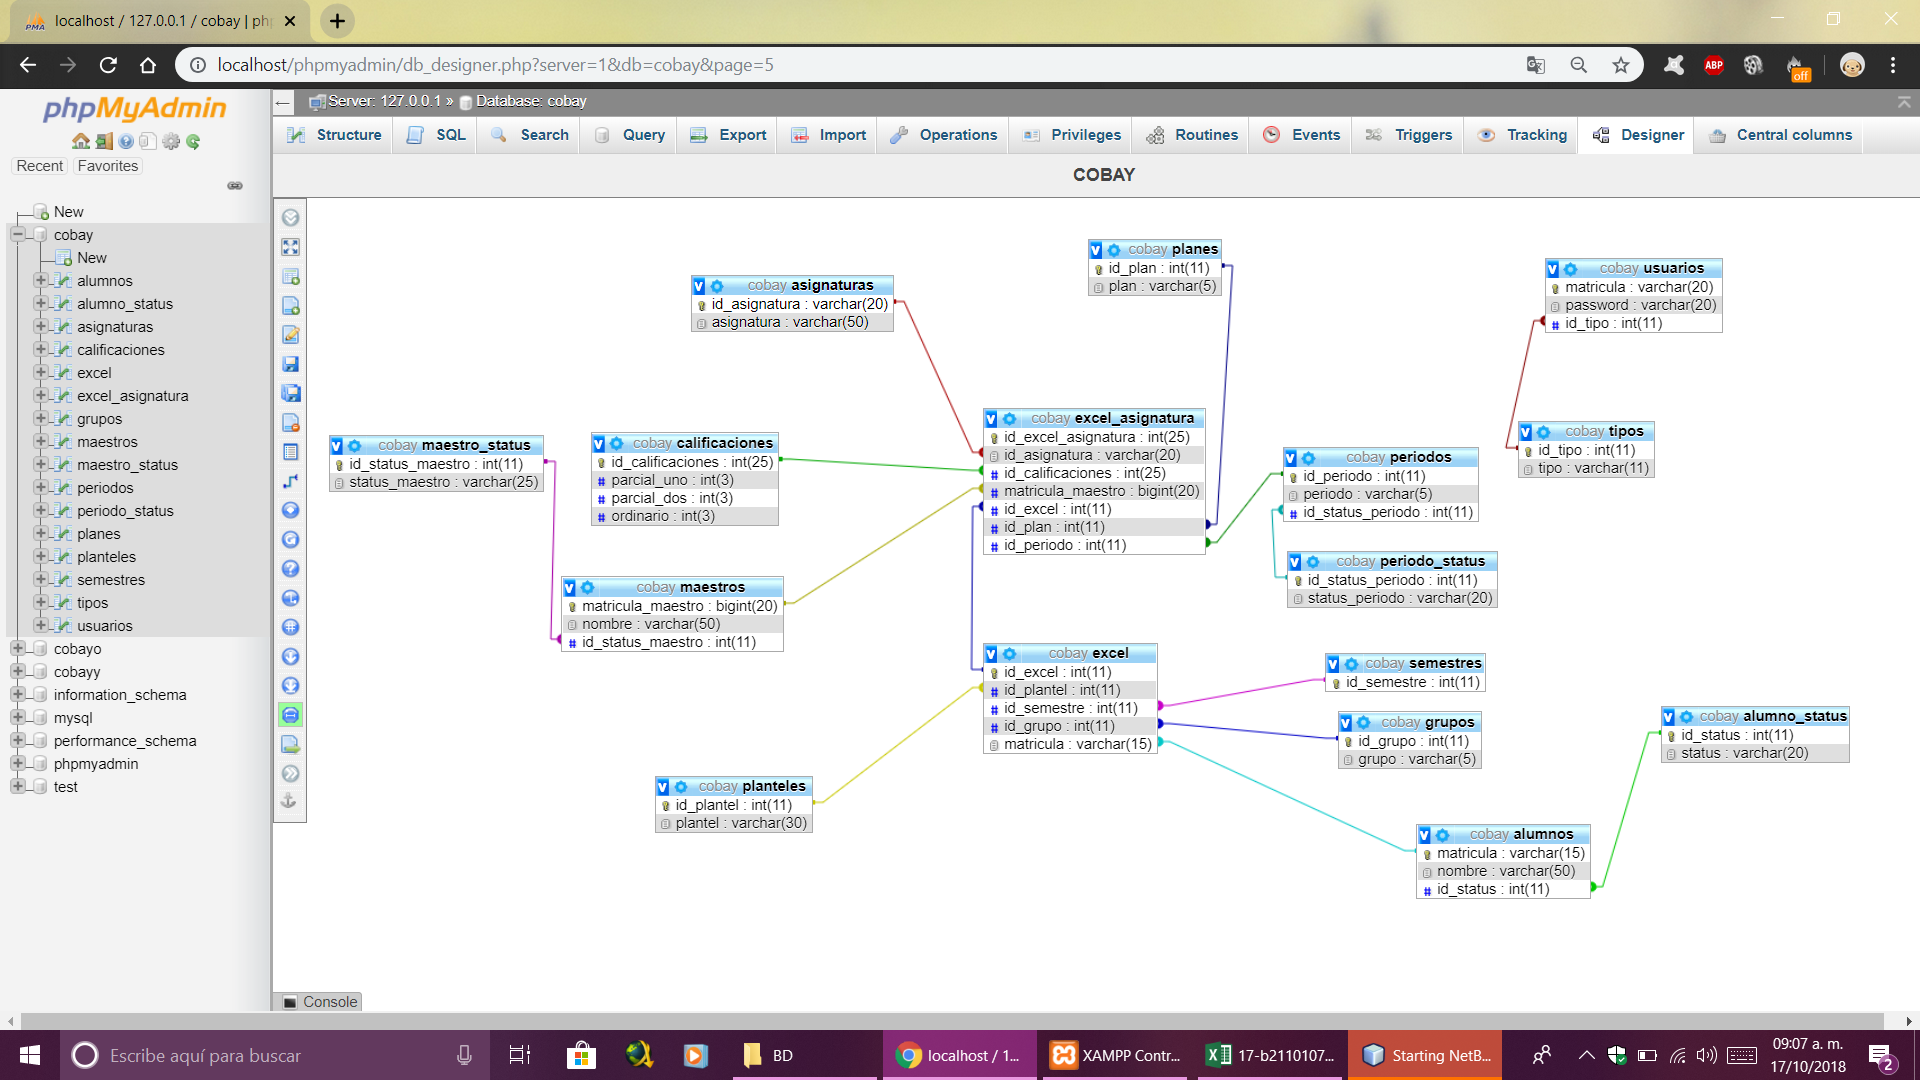 localhost / 127.0.0.1 / cobay | ph
localhost/phpmyadmin/db_designer.php?server=1&db=cobay&page=5
ABP
off
phpMyAdmin
Recent Favorites
New
cobay
New
alumnos
alumno_status
asignaturas
calificaciones
excel
excel_asignatura
grupos
maestros
maestro_status
periodos
periodo_status
planes
planteles
semestres
tipos
usuarios
cobayo
cobayy
information_schema
mysql
performance_schema
phpmyadmin
test
Server: 127.0.0.1 » Database: cobay
Structure SQL Search Query Export Import Operations Privileges Routines Events Triggers Tracking Designer Central columns
COBAY
cobay planes
id_plan : int(11)
plan : varchar(5)
cobay usuarios
matricula : varchar(20)
password : varchar(20)
id_tipo : int(11)
cobay asignaturas
id_asignatura : varchar(20)
asignatura : varchar(50)
cobay excel_asignatura
id_excel_asignatura : int(25)
id_asignatura : varchar(20)
id_calificaciones : int(25)
matricula_maestro : bigint(20)
id_excel : int(11)
id_plan : int(11)
id_periodo : int(11)
cobay tipos
id_tipo : int(11)
tipo : varchar(11)
cobay maestro_status
id_status_maestro : int(11)
status_maestro : varchar(25)
cobay calificaciones
id_calificaciones : int(25)
parcial_uno : int(3)
parcial_dos : int(3)
ordinario : int(3)
cobay periodos
id_periodo : int(11)
periodo : varchar(5)
id_status_periodo : int(11)
cobay periodo_status
id_status_periodo : int(11)
status_periodo : varchar(20)
cobay maestros
matricula_maestro : bigint(20)
nombre : varchar(50)
id_status_maestro : int(11)
cobay excel
id_excel : int(11)
id_plantel : int(11)
id_semestre : int(11)
id_grupo : int(11)
matricula : varchar(15)
cobay semestres
id_semestre : int(11)
cobay grupos
id_grupo : int(11)
grupo : varchar(5)
cobay alumno_status
id_status : int(11)
status : varchar(20)
cobay planteles
id_plantel : int(11)
plantel : varchar(30)
cobay alumnos
matricula : varchar(15)
nombre : varchar(50)
id_status : int(11)
Console
Escribe aquí para buscar
BD
localhost / 1...
XAMPP Contr...
17-b2110107...
Starting NetB...
09:07 a. m.
17/10/2018
2